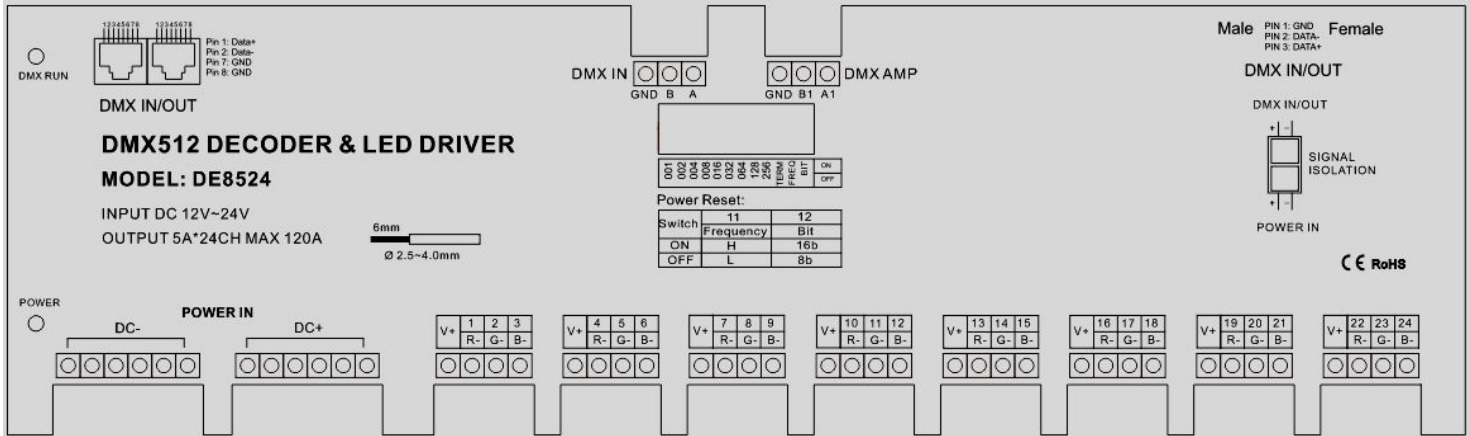 12345678 12345678
Pin 1: Data+
Pin 2: Data-
Pin 7: GND
Pin 8: GND
DMX RUN
DMX IN/OUT
DMX512 DECODER & LED DRIVER
MODEL: DE8524
INPUT DC 12V~24V
OUTPUT 5A*24CH MAX 120A
6mm
Ø 2.5~4.0mm
DMX IN
GND B A
DMX AMP
GND B1 A1
001 002 004 008 016 032 064 128 256 TERM FREQ BIT
ON
OFF
Power Reset:
Switch 11 12
Frequency Bit
ON H 16b
OFF L 8b
Male PIN 1: GND Female
PIN 2: DATA-
PIN 3: DATA+
DMX IN/OUT
DMX IN/OUT
+ -
SIGNAL
ISOLATION
+ -
POWER IN
CE RoHS
POWER
POWER IN
DC- DC+
V+ 1 2 3
R- G- B-
V+ 4 5 6
R- G- B-
V+ 7 8 9
R- G- B-
V+ 10 11 12
R- G- B-
V+ 13 14 15
R- G- B-
V+ 16 17 18
R- G- B-
V+ 19 20 21
R- G- B-
V+ 22 23 24
R- G- B-